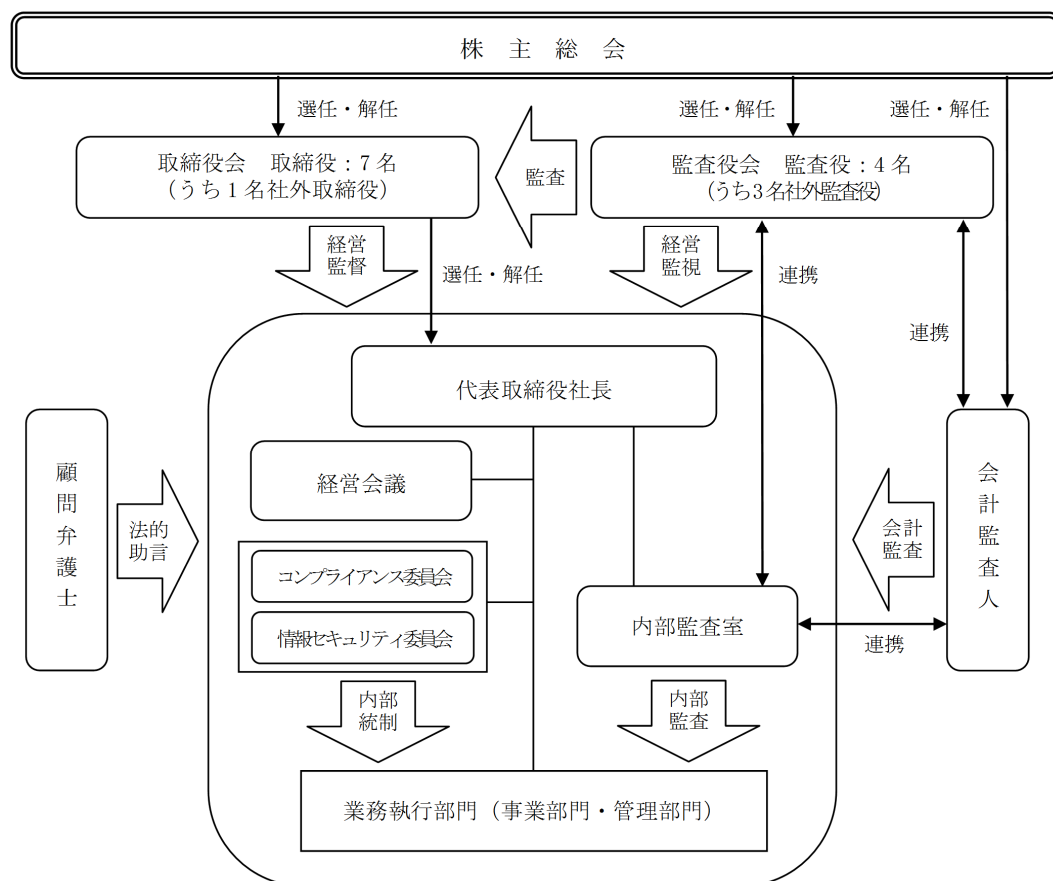 株 主 総 会
選任・解任
選任・解任
選任・解任
取締役会 取締役:7名
(うち1名社外取締役)
監査
監査役会 監査役:4名
(うち3名社外監査役)
経営
監督
選任・解任
経営
監視
連携
連携
代表取締役社長
顧問弁護士
法的
助言
経営会議
コンプライアンス委員会
情報セキュリティ委員会
内部監査室
会計
監査
会計監査人
連携
内部
統制
内部
監査
業務執行部門(事業部門・管理部門)